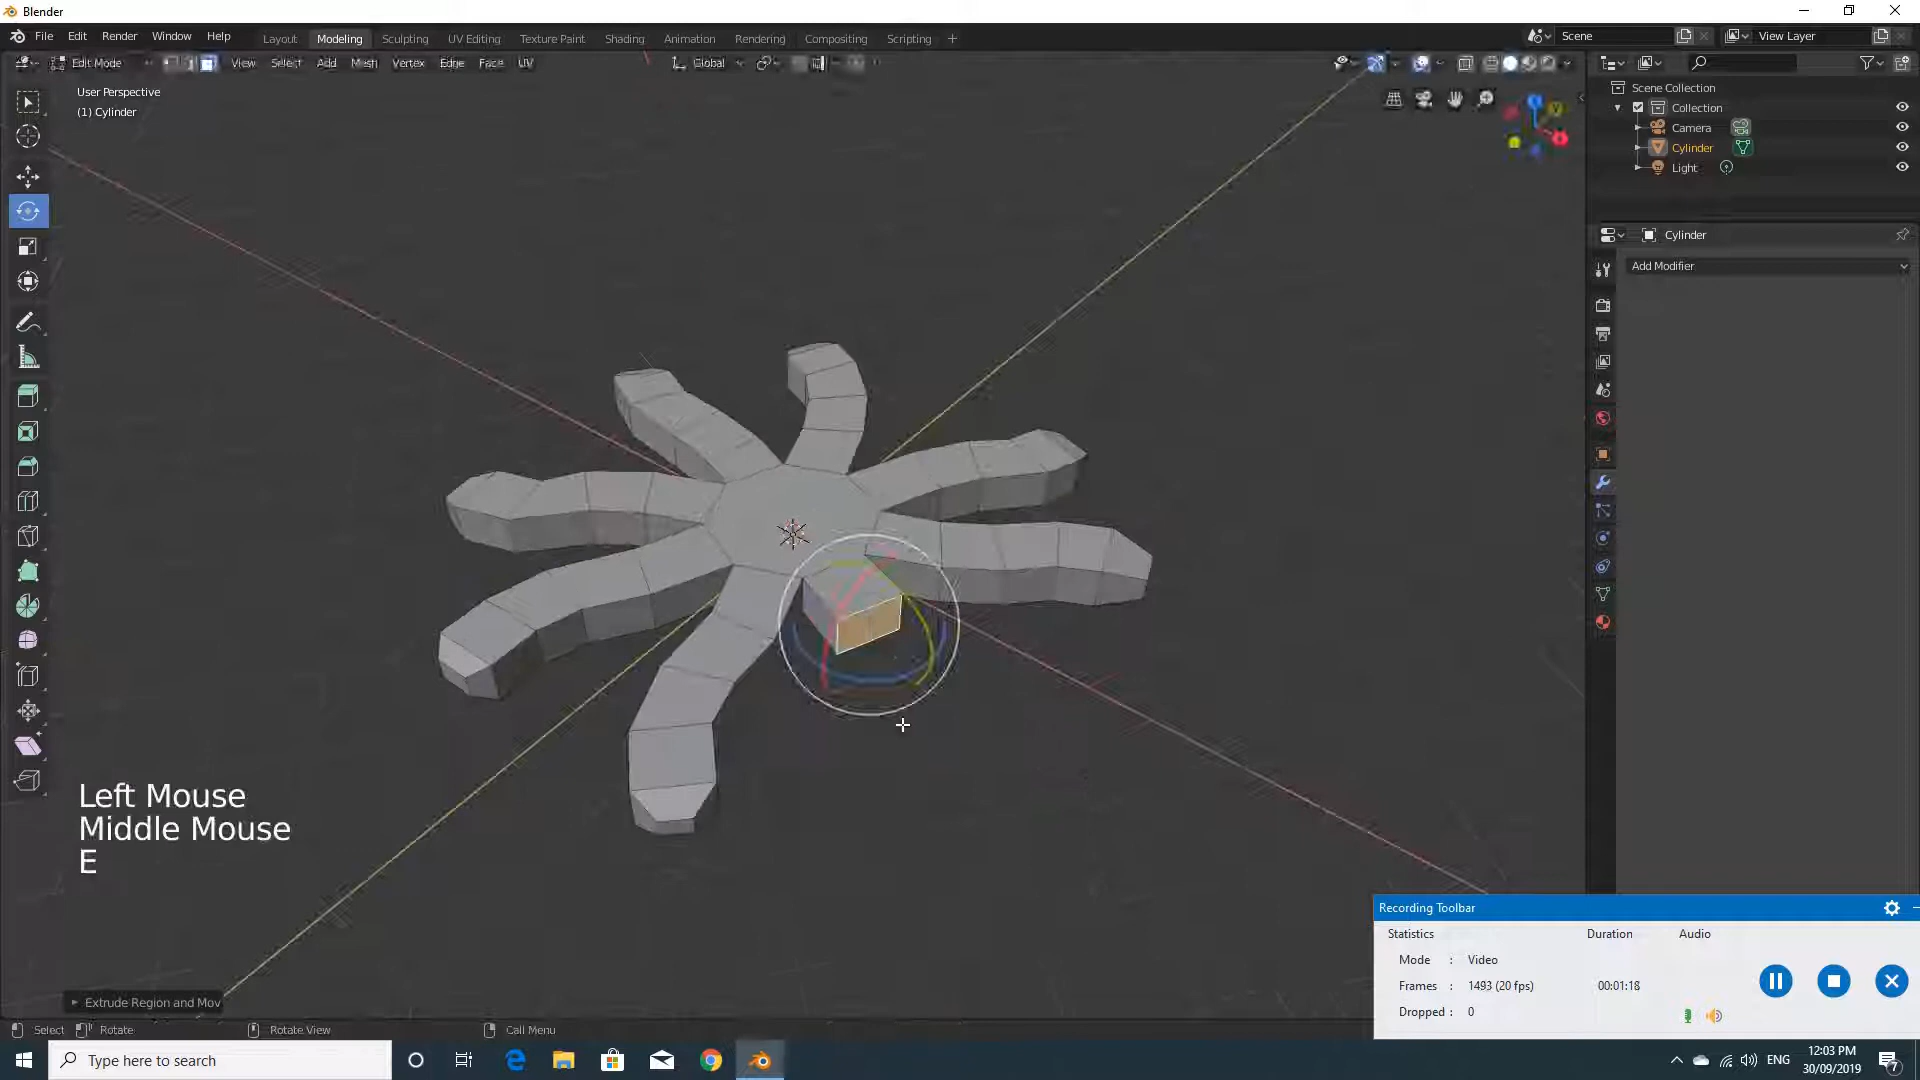 Blender
File Edit Render Window Help Layout Modeling Sculpting UV Editing Texture Paint Shading Animation Rendering Compositing Scripting Scene View Layer
Edit Mode View Select Add Mesh Vertex Edge Face UV Global
User Perspective
(1) Cylinder
Scene Collection
Collection
Camera
Cylinder
Light
Cylinder
Add Modifier
Left Mouse
Middle Mouse
E
Extrude Region and Mov
Select Rotate Rotate View Call Menu
Recording Toolbar
Statistics Duration Audio
Mode : Video
Frames : 1493 (20 fps) 00:01:18
Dropped : 0
Type here to search
ENG
12:03 PM
30/09/2019
7